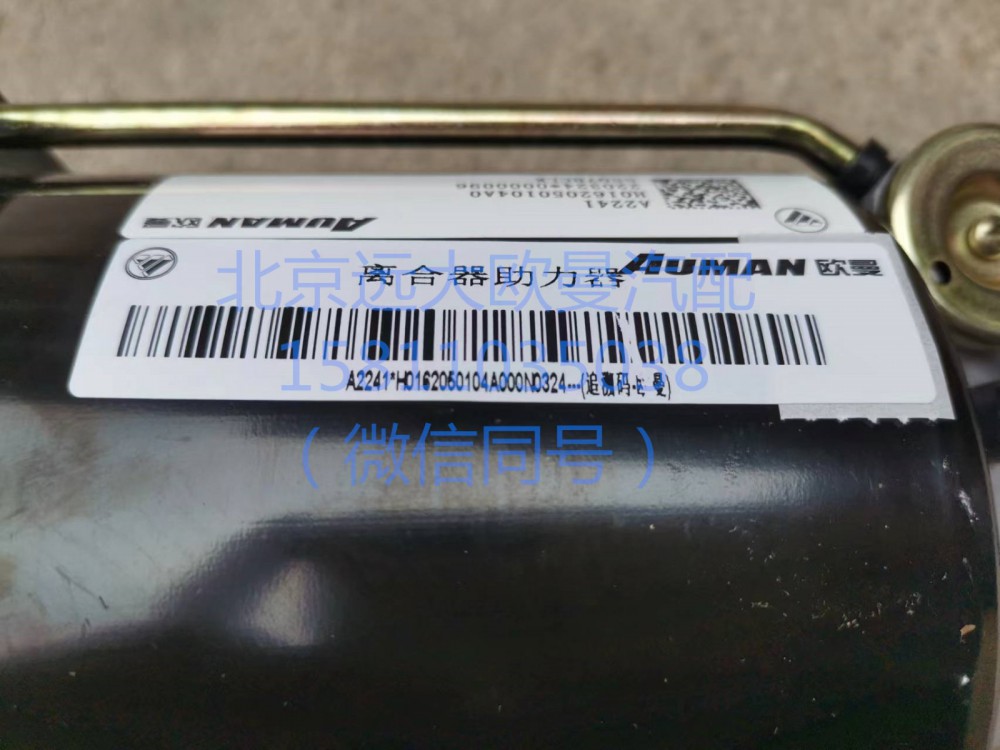 AUMAN 欧曼
H0162050104A0
A2241
离合器助力器
AUMAN 欧曼
A2241*H0162050104A000N0324---(追溯码-欧曼)
北京远大欧曼汽配
15811035038
（微信同号）